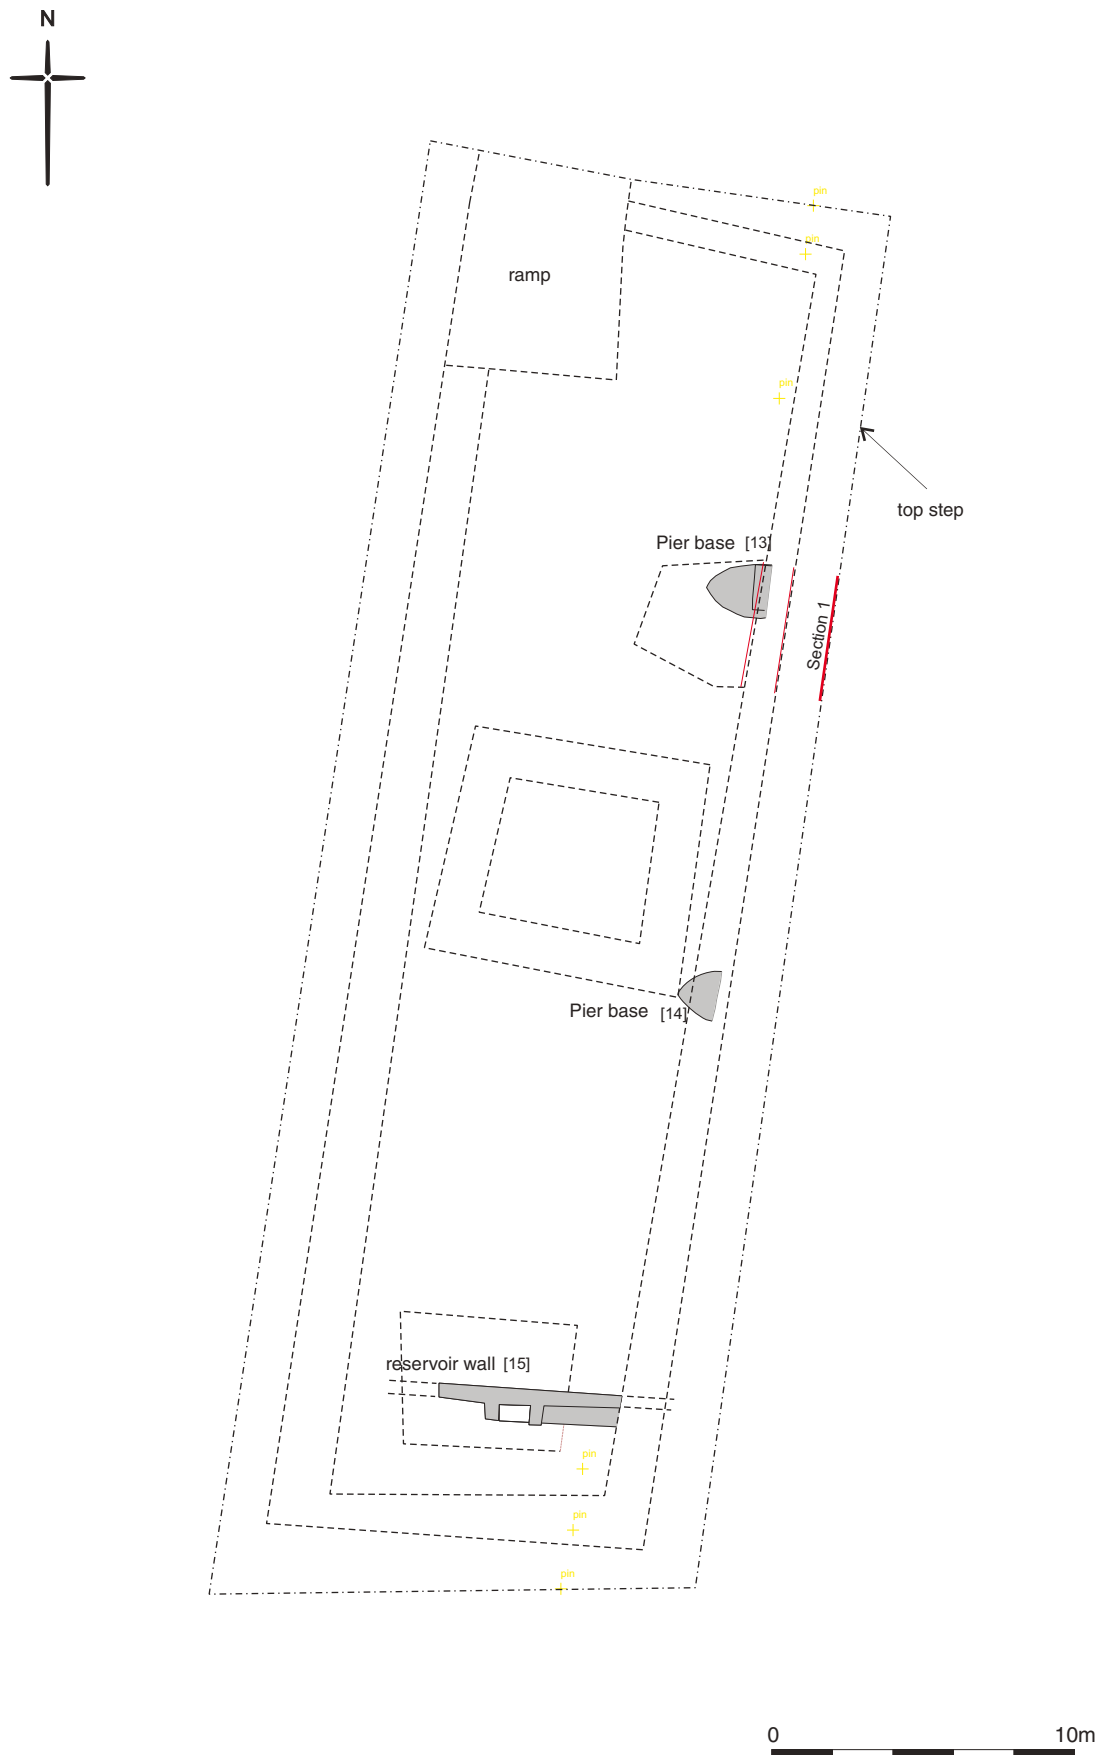 N
pin
pin
ramp
pin
top step
Pier base [13]
Section 1
Pier base [14]
reservoir wall [15]
pin
pin
pin
0 10m